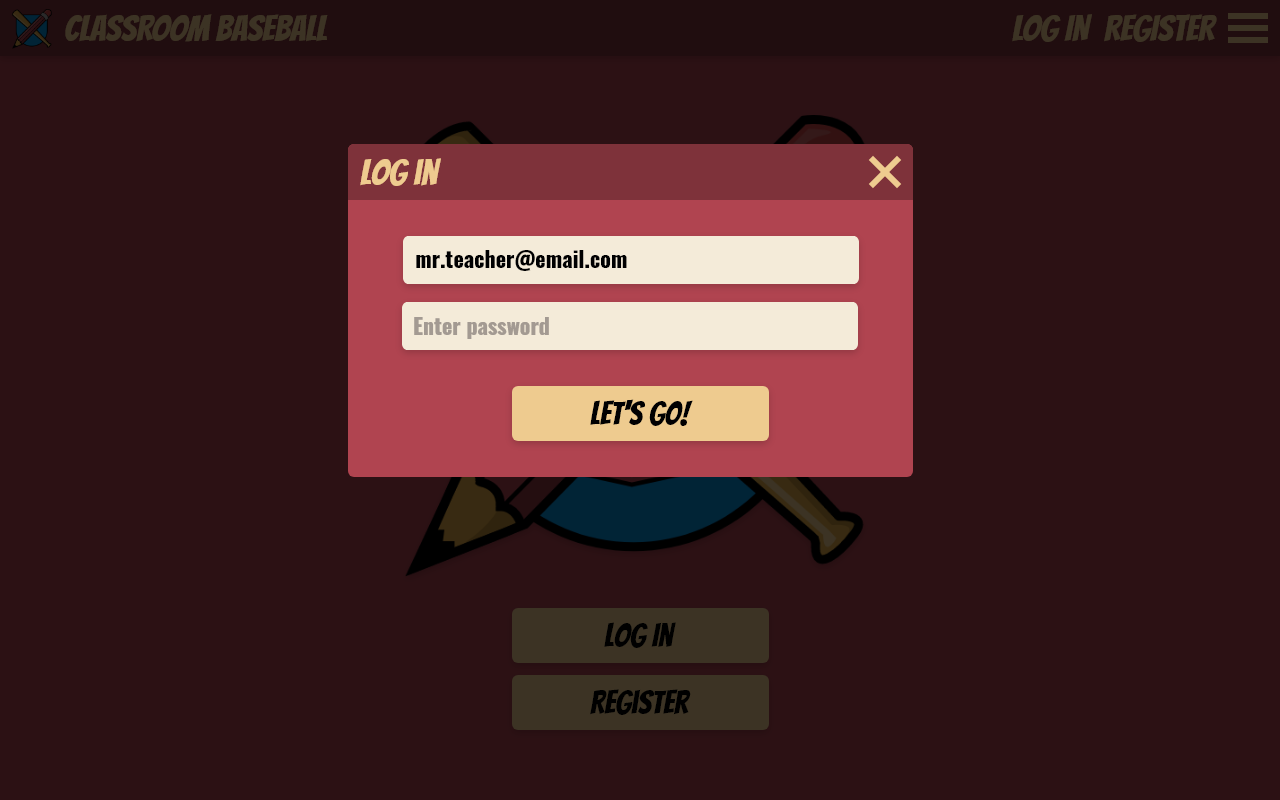 CLASSROOM BASEBALL
LOG IN REGISTER
LOG IN
mr.teacher@email.com
Enter password
LET'S GO!
LOG IN
REGISTER